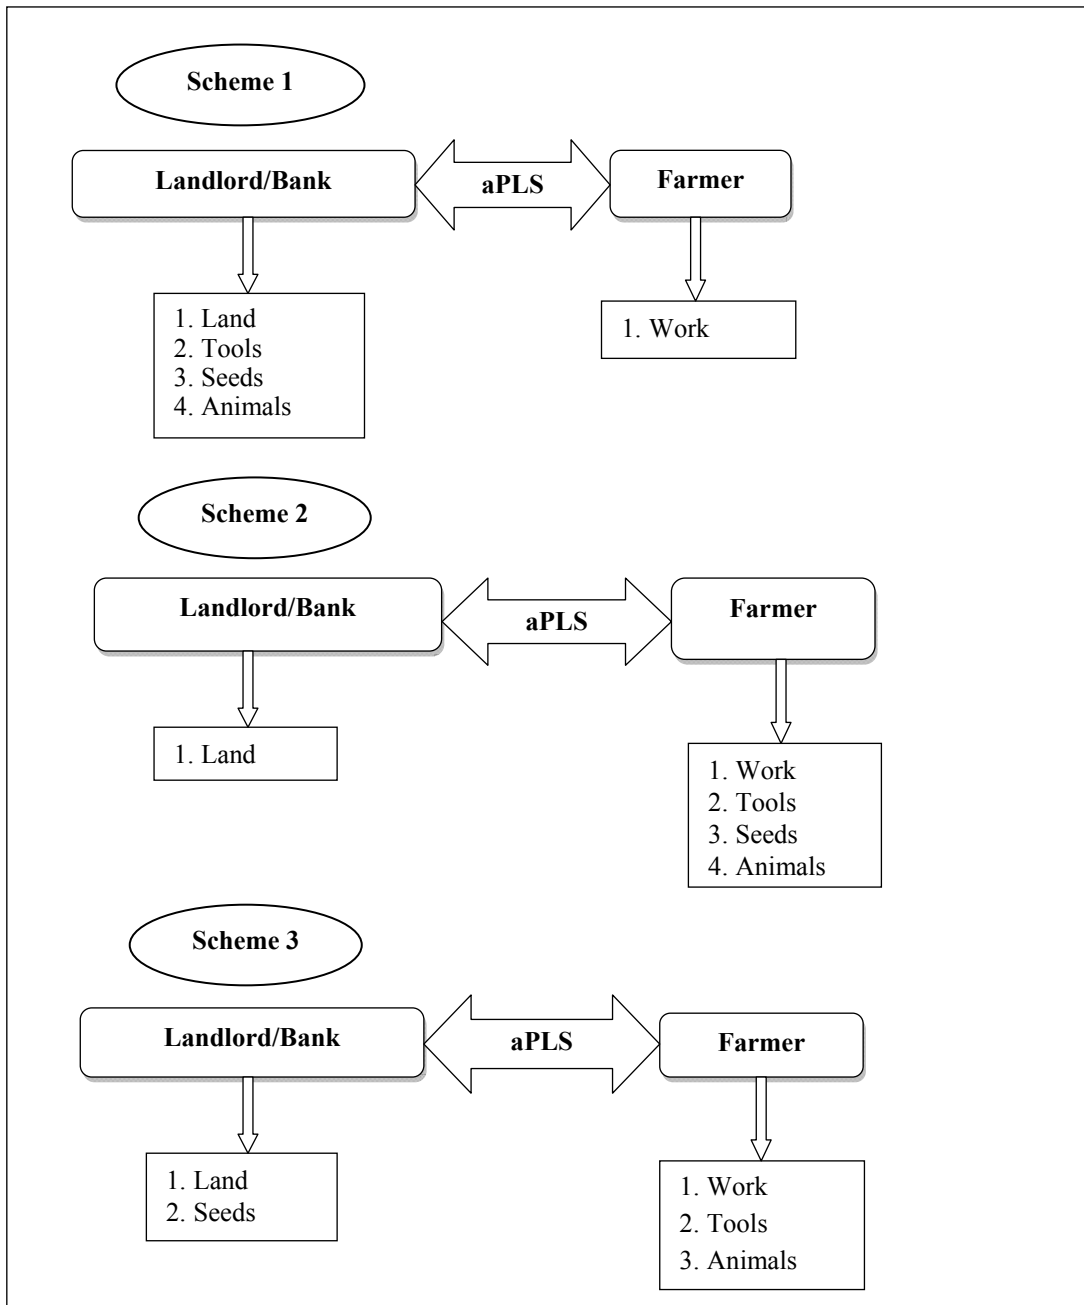 Scheme 1
Landlord/Bank
aPLS
Farmer
1. Land
2. Tools
3. Seeds
4. Animals
1. Work
Scheme 2
Landlord/Bank
aPLS
Farmer
1. Land
1. Work
2. Tools
3. Seeds
4. Animals
Scheme 3
Landlord/Bank
aPLS
Farmer
1. Land
2. Seeds
1. Work
2. Tools
3. Animals